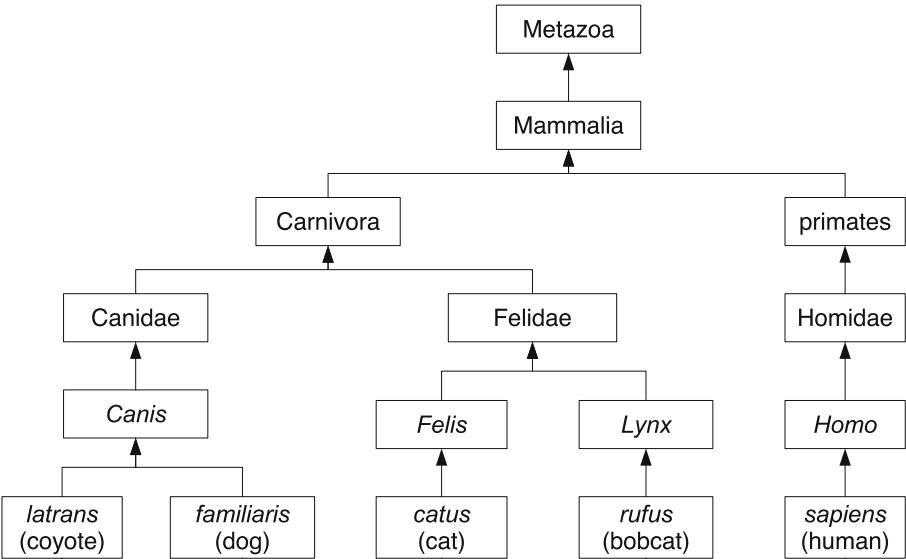 Metazoa
Mammalia
Carnivora
primates
Canidae
Felidae
Homidae
Canis
Felis
Lynx
Homo
latrans
(coyote)
familiaris
(dog)
catus
(cat)
rufus
(bobcat)
sapiens
(human)